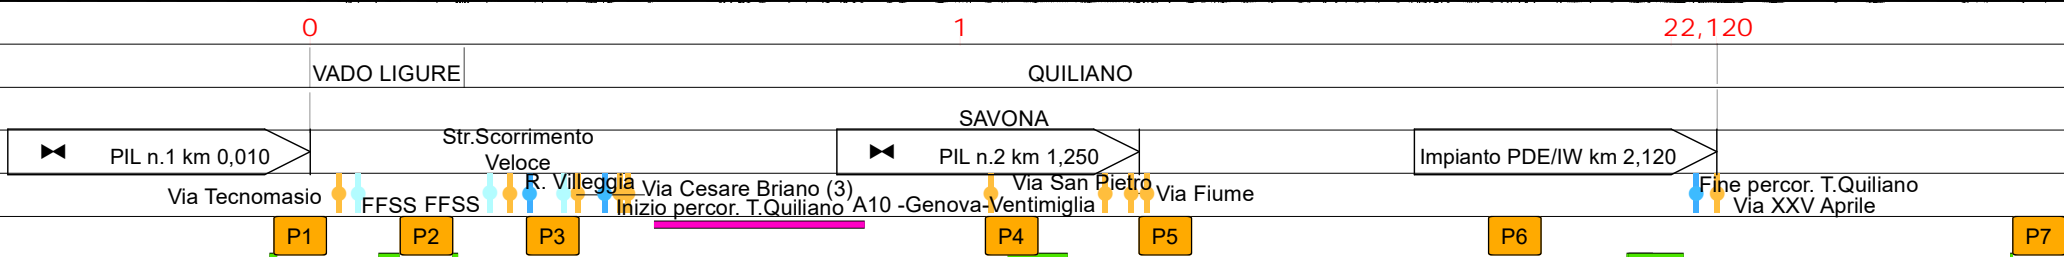 0 1 22,120
VADO LIGURE QUILIANO
SAVONA
PIL n.1 km 0,010 PIL n.2 km 1,250 Impianto PDE/IW km 2,120
Str.Scorrimento
Veloce
Via Tecnomasio
FFSS FFSS
R. Villeggia
Via Cesare Briano (3)
Inizio percor. T.Quiliano
A10 -Genova-Ventimiglia
Via San Pietro
Via Fiume
Fine percor. T.Quiliano
Via XXV Aprile
P1 P2 P3 P4 P5 P6 P7